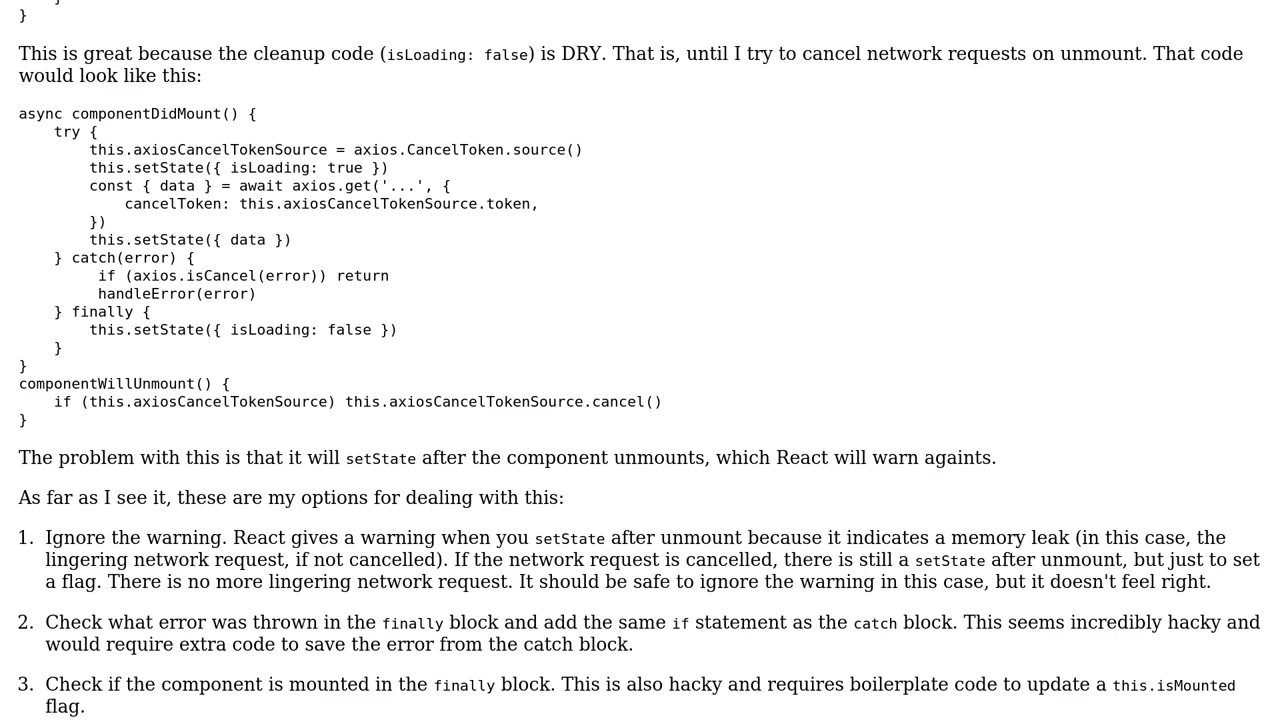 }
This is great because the cleanup code (isLoading: false) is DRY. That is, until I try to cancel network requests on unmount. That code
would look like this:
async componentDidMount() {
    try {
        this.axiosCancelTokenSource = axios.CancelToken.source()
        this.setState({ isLoading: true })
        const { data } = await axios.get('...', {
            cancelToken: this.axiosCancelTokenSource.token,
        })
        this.setState({ data })
    } catch(error) {
         if (axios.isCancel(error)) return
         handleError(error)
    } finally {
        this.setState({ isLoading: false })
    }
}
componentWillUnmount() {
    if (this.axiosCancelTokenSource) this.axiosCancelTokenSource.cancel()
}
The problem with this is that it will setState after the component unmounts, which React will warn againts.
As far as I see it, these are my options for dealing with this:
1. Ignore the warning. React gives a warning when you setState after unmount because it indicates a memory leak (in this case, the
lingering network request, if not cancelled). If the network request is cancelled, there is still a setState after unmount, but just to set
a flag. There is no more lingering network request. It should be safe to ignore the warning in this case, but it doesn't feel right.
2. Check what error was thrown in the finally block and add the same if statement as the catch block. This seems incredibly hacky and
would require extra code to save the error from the catch block.
3. Check if the component is mounted in the finally block. This is also hacky and requires boilerplate code to update a this.isMounted
flag.